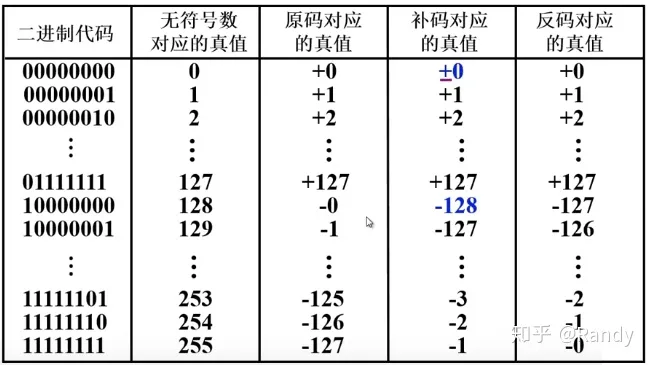 二进制代码 无符号数对应的真值 原码对应的真值 补码对应的真值 反码对应的真值
00000000 0 +0 ±0 +0
00000001 1 +1 +1 +1
00000010 2 +2 +2 +2
⋮ ⋮ ⋮ ⋮ ⋮
01111111 127 +127 +127 +127
10000000 128 -0 -128 -127
10000001 129 -1 -127 -126
⋮ ⋮ ⋮ ⋮ ⋮
11111101 253 -125 -3 -2
11111110 254 -126 -2 -1
11111111 255 -127 -1 -0
知乎 @Randy